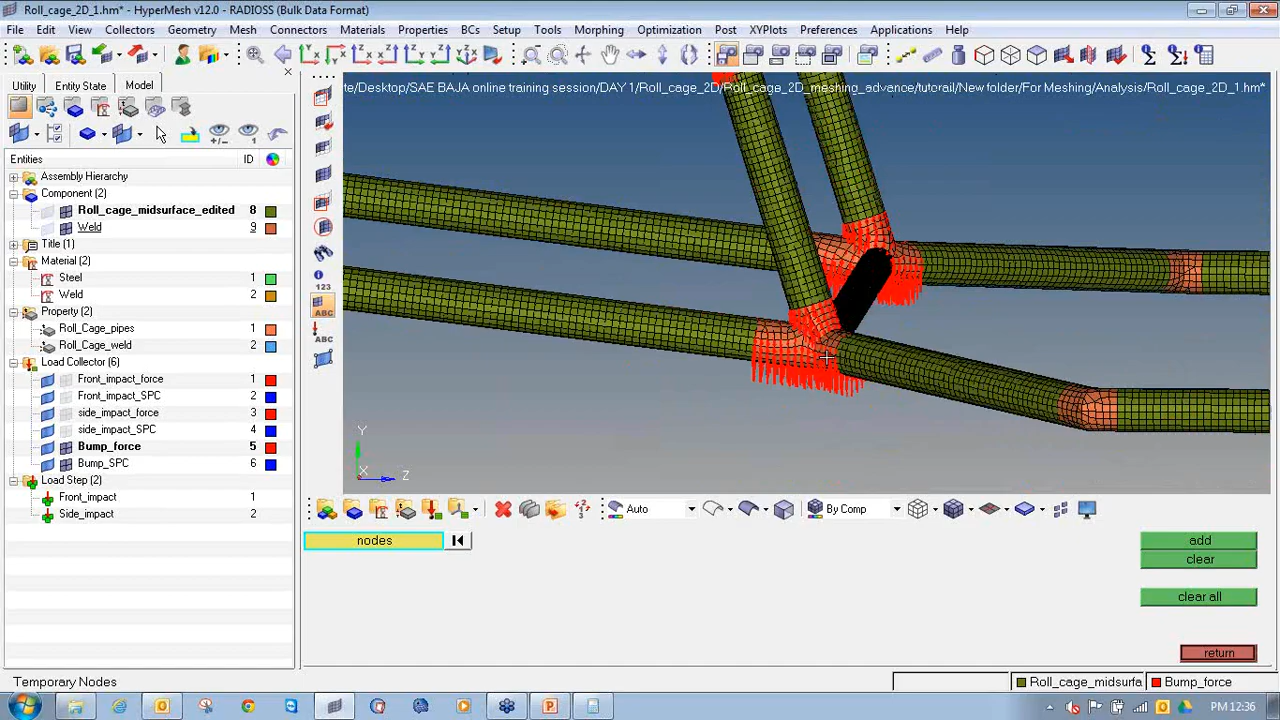 Roll_cage_2D_1.hm* - HyperMesh v12.0 - RADIOSS (Bulk Data Format)
File Edit View Collectors Geometry Mesh Connectors Materials Properties BCs Setup Tools Morphing Optimization Post XYPlots Preferences Applications Help
Utility Entity State Model
te/Desktop/SAE BAJA online training session/DAY 1/Roll_cage_2D/Roll_cage_2D_meshing_advance/tutorail/New folder/For Meshing/Analysis/Roll_cage_2D_1.hm*
Entities ID
Assembly Hierarchy
Component (2)
Roll_cage_midsurface_edited 8
Weld 9
Title (1)
Material (2)
Steel 1
Weld 2
Property (2)
Roll_Cage_pipes 1
Roll_Cage_weld 2
Load Collector (6)
Front_impact_force 1
Front_impact_SPC 2
side_impact_force 3
side_impact_SPC 4
Bump_force 5
Bump_SPC 6
Load Step (2)
Front_impact 1
Side_impact 2
123
ABC
ABC
Y
X Z
Auto By Comp
nodes add
clear
clear all
return
Temporary Nodes Roll_cage_midsurfa Bump_force
PM 12:36